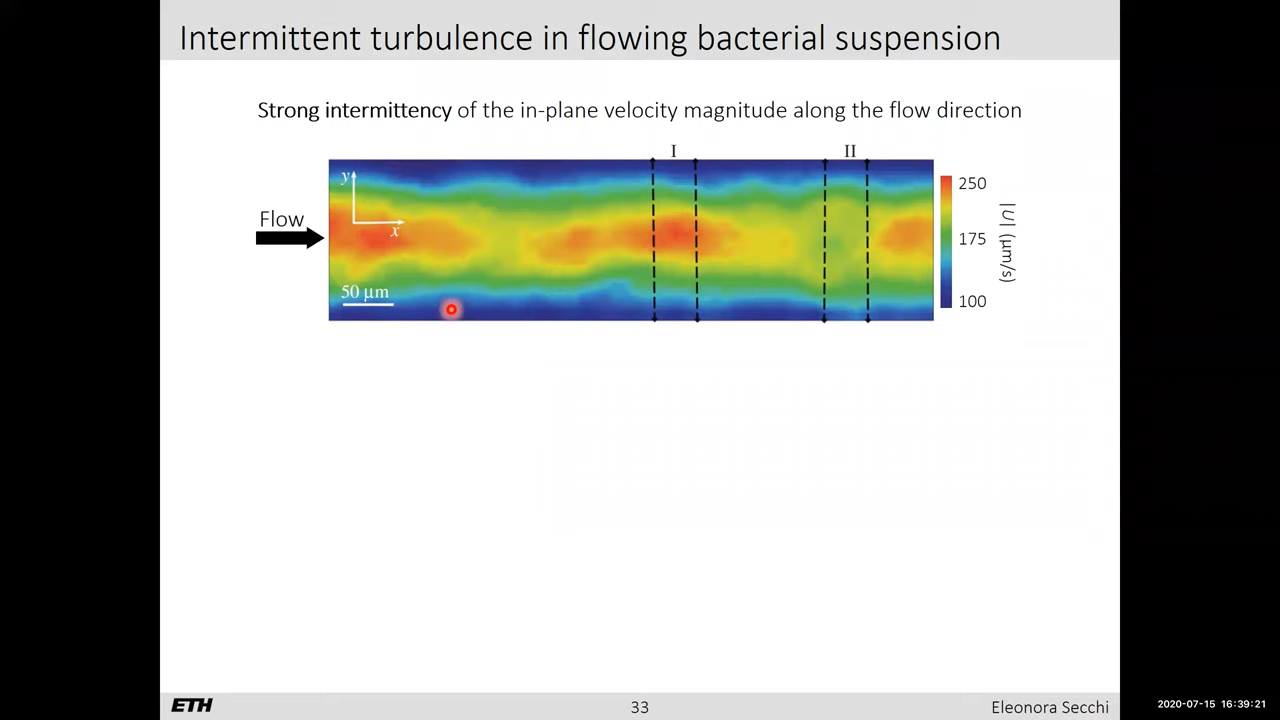 Intermittent turbulence in flowing bacterial suspension
Strong intermittency of the in-plane velocity magnitude along the flow direction
I II
y
x
Flow
50 µm
250
175
100
|U| (µm/s)
ETH
33
Eleonora Secchi
2020-07-15 16:39:21